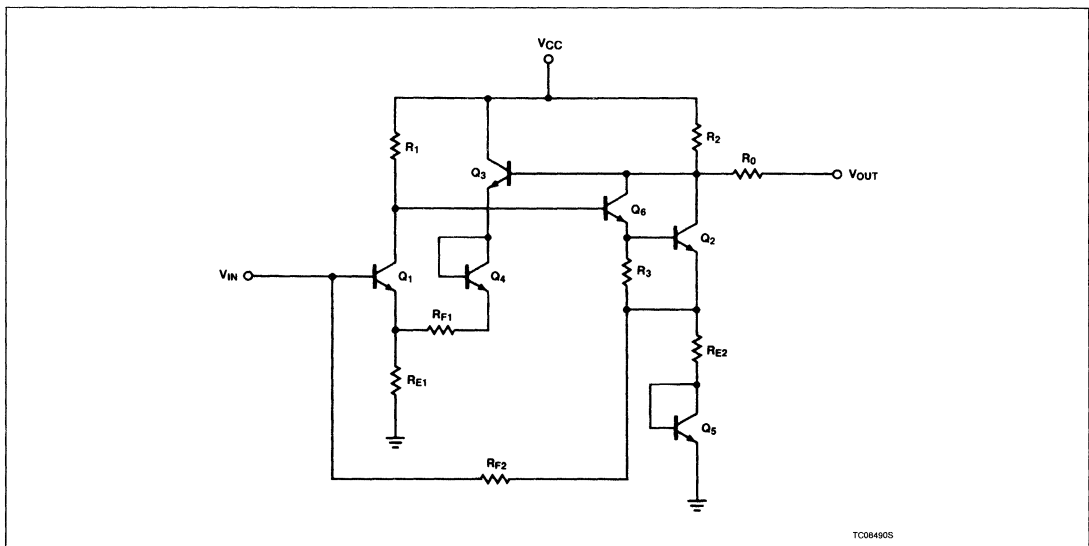 VCC
R1
R2
R0
Q3
VOUT
Q6
Q2
VIN
Q1
Q4
R3
RF1
RE1
RE2
Q5
RF2
TC08490S